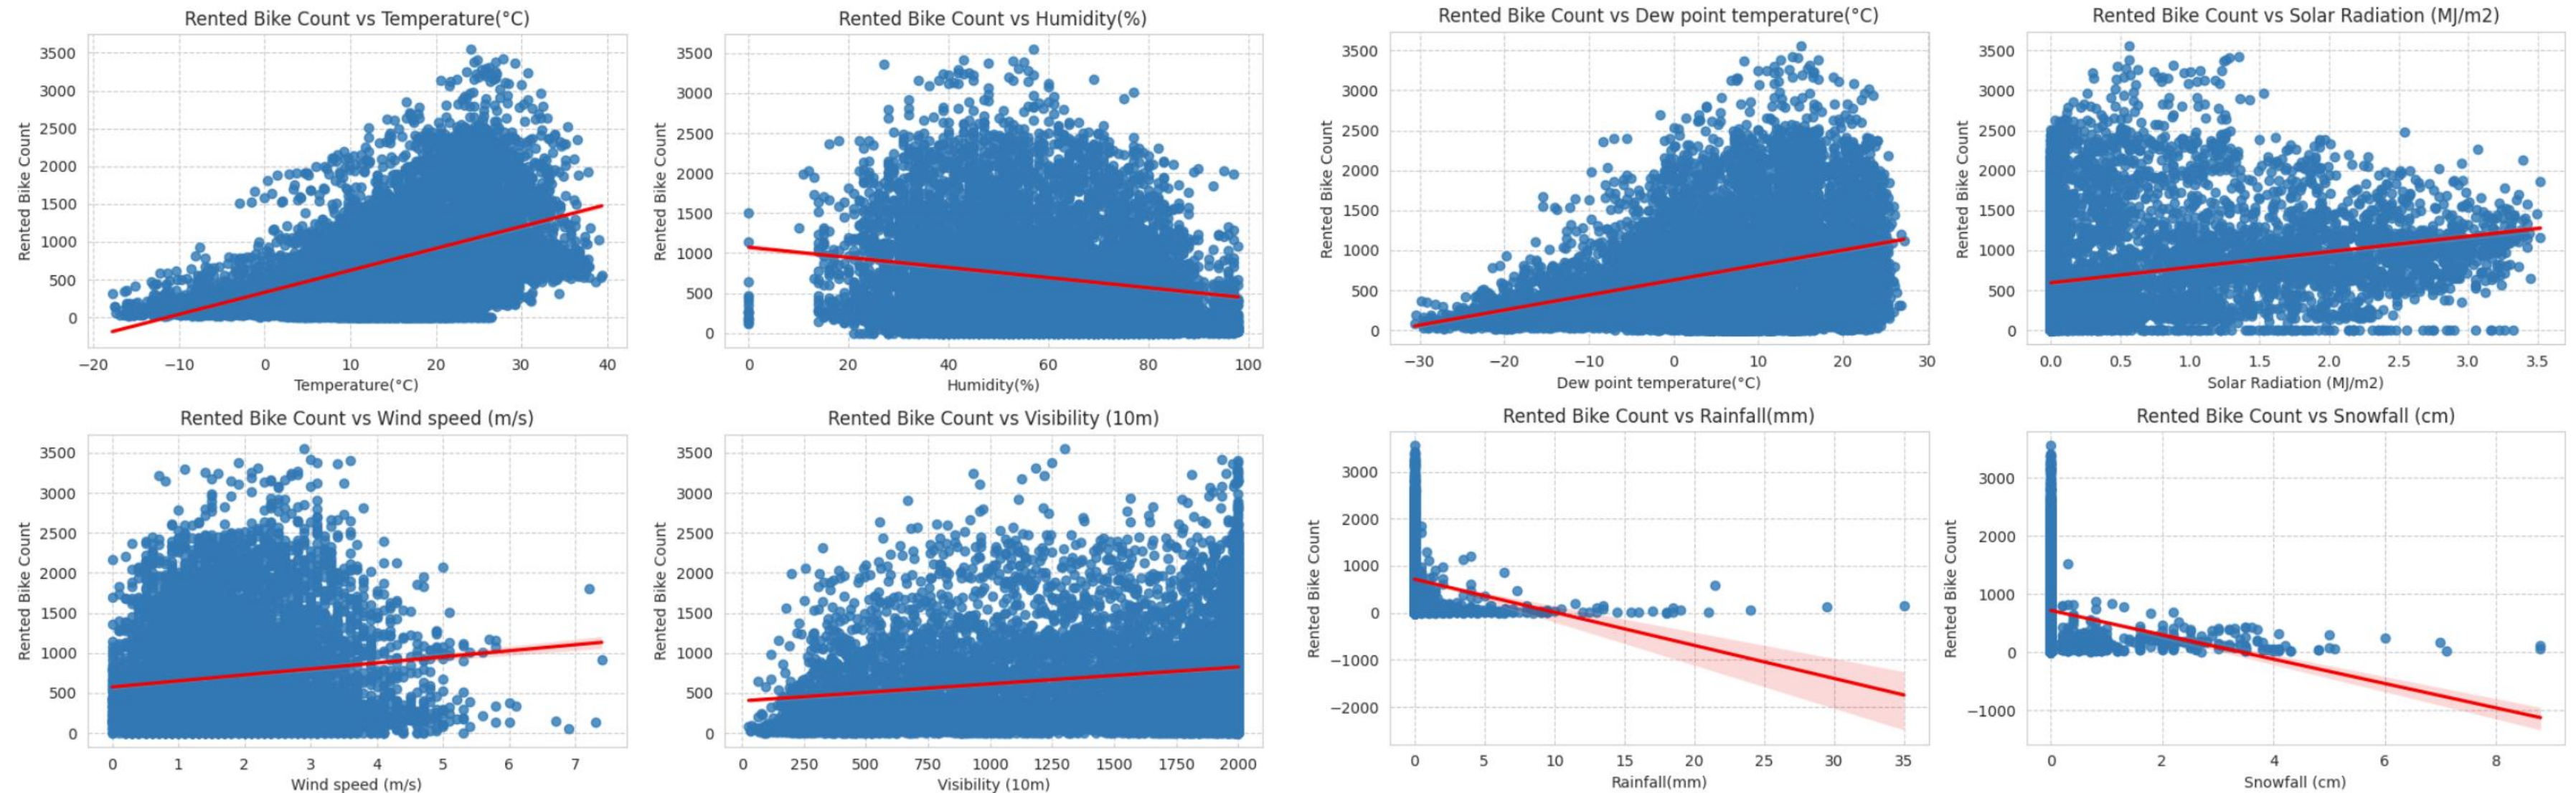 Rented Bike Count vs Temperature(°C)
Rented Bike Count
3500
3000
2500
2000
1500
1000
500
0
−20 −10 0 10 20 30 40
Temperature(°C)
Rented Bike Count vs Humidity(%)
Rented Bike Count
3500
3000
2500
2000
1500
1000
500
0
0 20 40 60 80 100
Humidity(%)
Rented Bike Count vs Dew point temperature(°C)
Rented Bike Count
3500
3000
2500
2000
1500
1000
500
0
−30 −20 −10 0 10 20 30
Dew point temperature(°C)
Rented Bike Count vs Solar Radiation (MJ/m2)
Rented Bike Count
3500
3000
2500
2000
1500
1000
500
0
0.0 0.5 1.0 1.5 2.0 2.5 3.0 3.5
Solar Radiation (MJ/m2)
Rented Bike Count vs Wind speed (m/s)
Rented Bike Count
3500
3000
2500
2000
1500
1000
500
0
0 1 2 3 4 5 6 7
Wind speed (m/s)
Rented Bike Count vs Visibility (10m)
Rented Bike Count
3500
3000
2500
2000
1500
1000
500
0
0 250 500 750 1000 1250 1500 1750 2000
Visibility (10m)
Rented Bike Count vs Rainfall(mm)
Rented Bike Count
3000
2000
1000
0
−1000
−2000
0 5 10 15 20 25 30 35
Rainfall(mm)
Rented Bike Count vs Snowfall (cm)
Rented Bike Count
3000
2000
1000
0
−1000
0 2 4 6 8
Snowfall (cm)